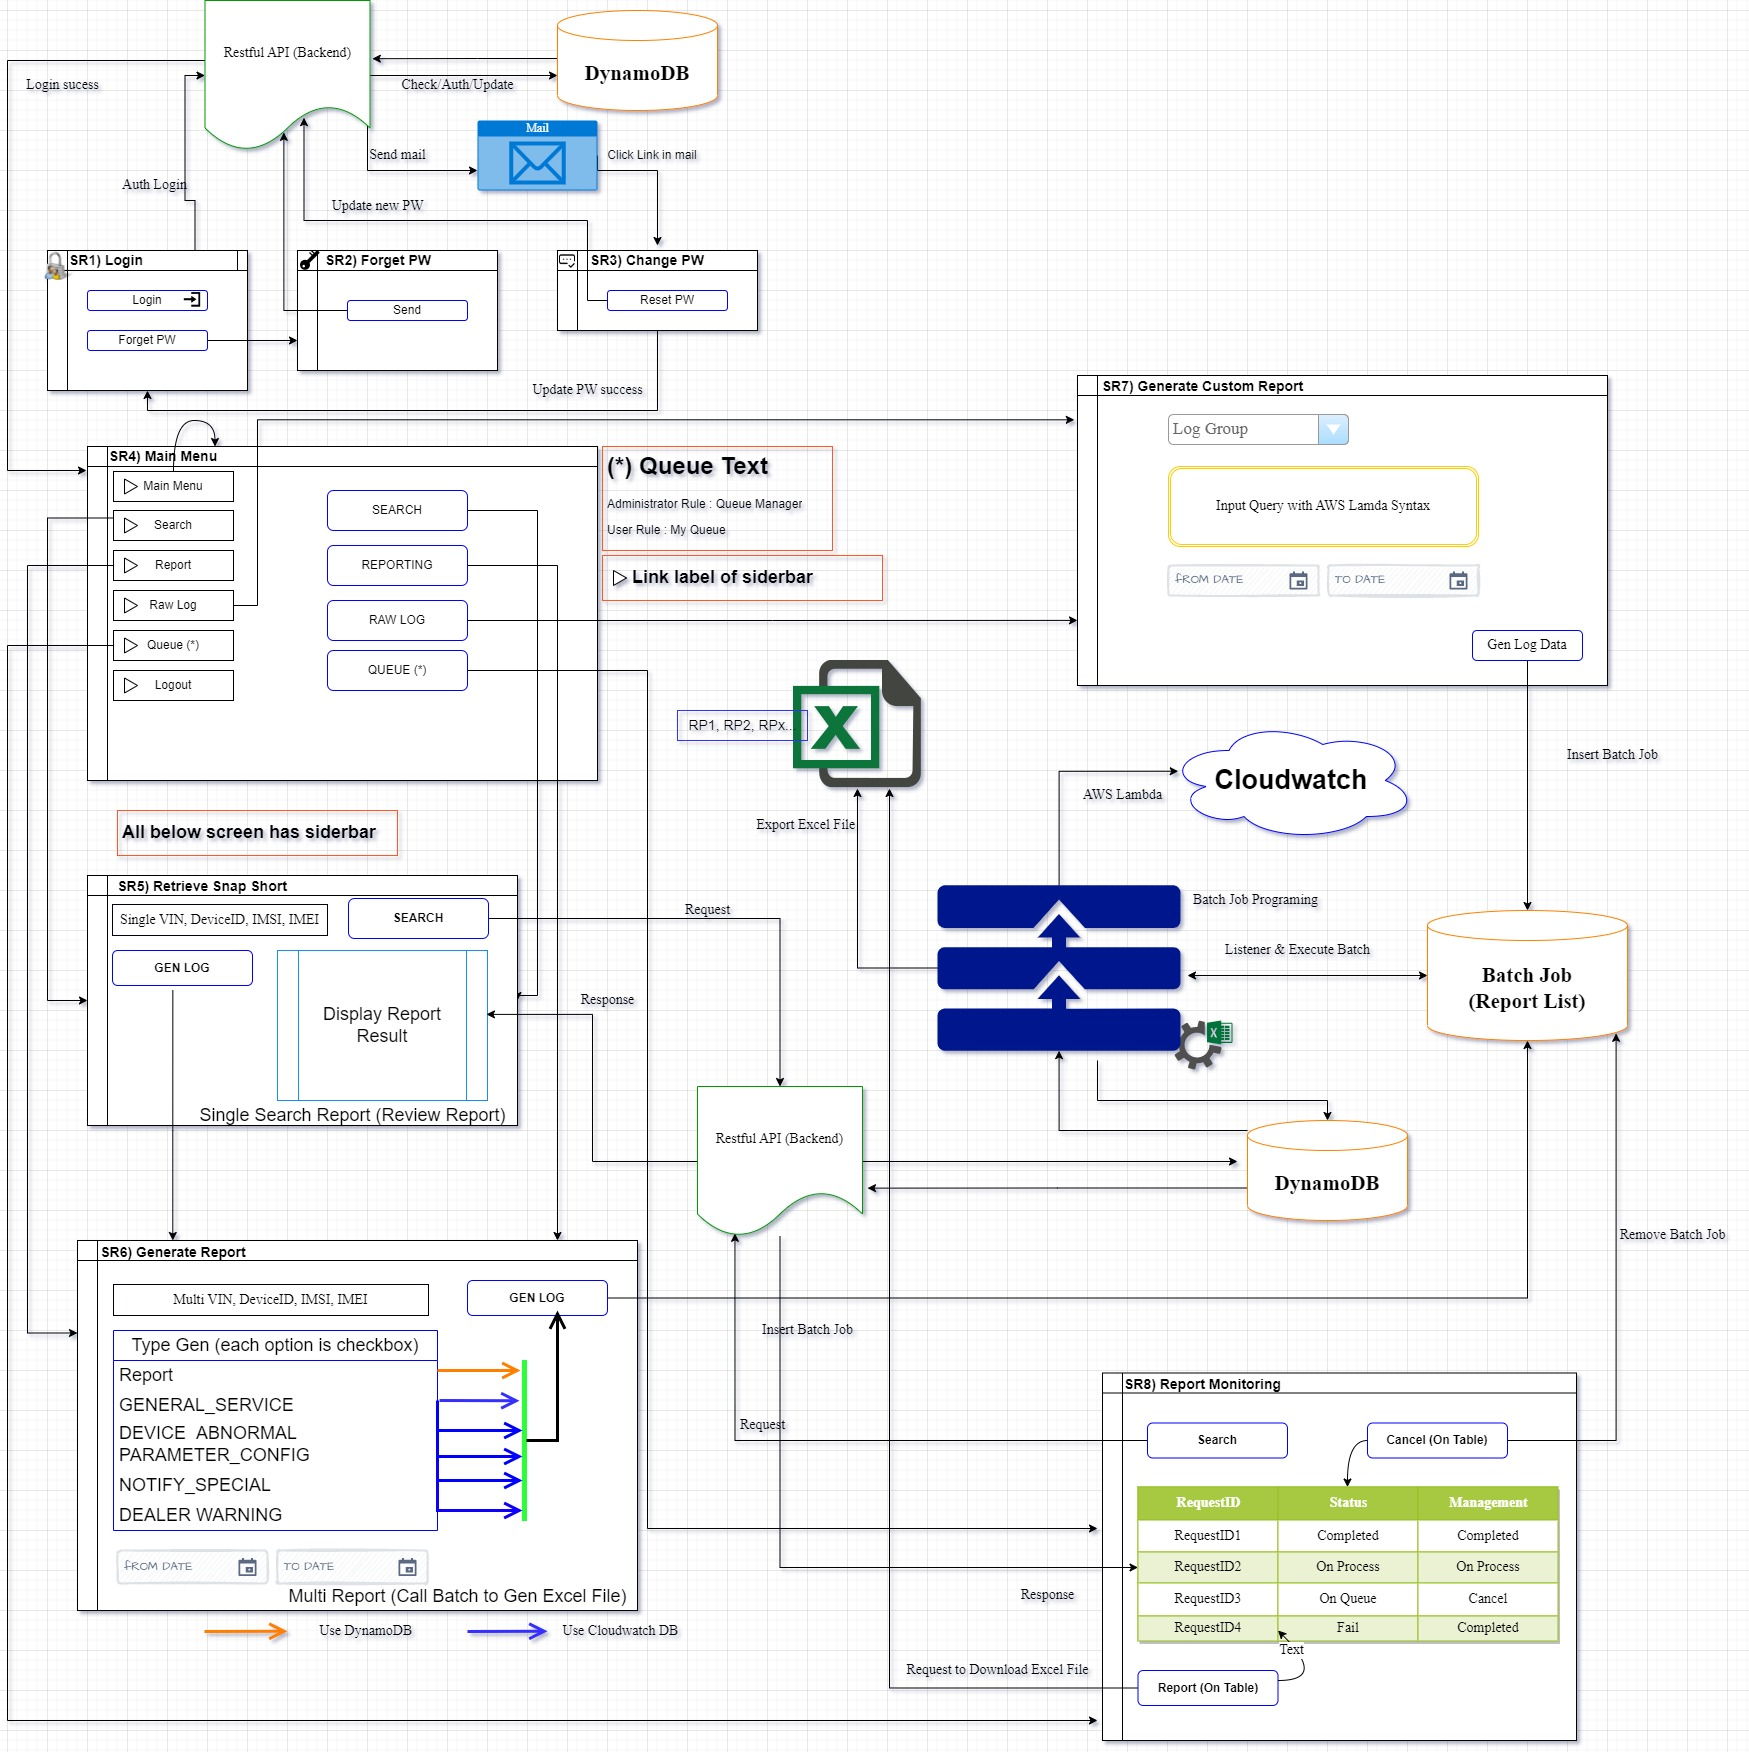 Restful API (Backend)
DynamoDB
Login sucess
Check/Auth/Update
Mail
Send mail
Click Link in mail
Auth Login
Update new PW
SR1) Login
Login
Forget PW
SR2) Forget PW
Send
SR3) Change PW
Reset PW
Update PW success
SR4) Main Menu
Main Menu
Search
Report
Raw Log
Queue (*)
Logout
SEARCH
REPORTING
RAW LOG
QUEUE (*)
(*) Queue Text
Administrator Rule : Queue Manager
User Rule : My Queue
Link label of siderbar
SR7) Generate Custom Report
Log Group
Input Query with AWS Lamda Syntax
FROM DATE
TO DATE
Gen Log Data
RP1, RP2, RPx..
X
Cloudwatch
Insert Batch Job
AWS Lambda
Export Excel File
All below screen has siderbar
SR5) Retrieve Snap Short
Single VIN, DeviceID, IMSI, IMEI
SEARCH
GEN LOG
Display Report
Result
Single Search Report (Review Report)
Request
Response
Batch Job Programing
Listener & Execute Batch
Batch Job
(Report List)
X
Restful API (Backend)
DynamoDB
Remove Batch Job
SR6) Generate Report
Multi VIN, DeviceID, IMSI, IMEI
GEN LOG
Type Gen (each option is checkbox)
Report
GENERAL_SERVICE
DEVICE ABNORMAL
PARAMETER_CONFIG
NOTIFY_SPECIAL
DEALER WARNING
FROM DATE
TO DATE
Multi Report (Call Batch to Gen Excel File)
Use DynamoDB
Use Cloudwatch DB
Insert Batch Job
Request
Response
Request to Download Excel File
SR8) Report Monitoring
Search
Cancel (On Table)
RequestID Status Management
RequestID1 Completed Completed
RequestID2 On Process On Process
RequestID3 On Queue Cancel
RequestID4 Fail Completed
Text
Report (On Table)